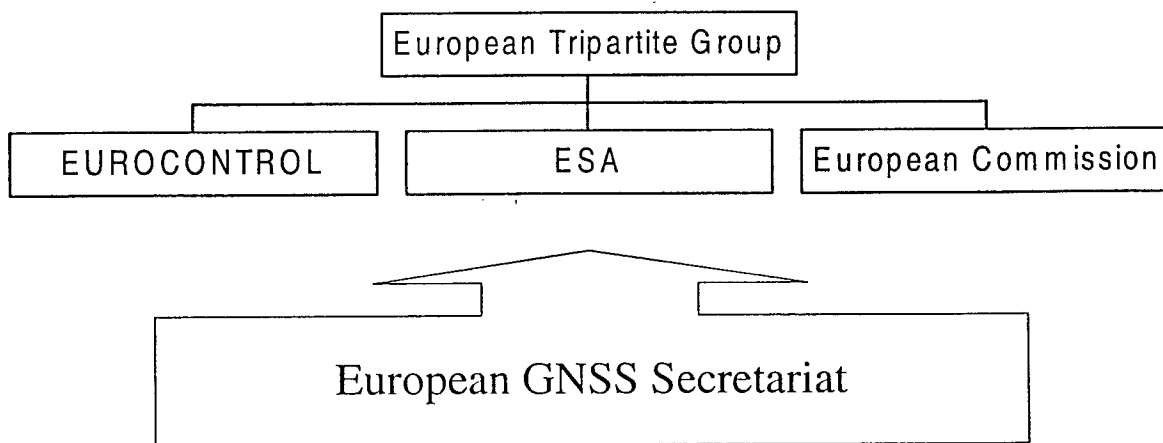 European Tripartite Group
EUROCONTROL
ESA
European Commission
European GNSS Secretariat